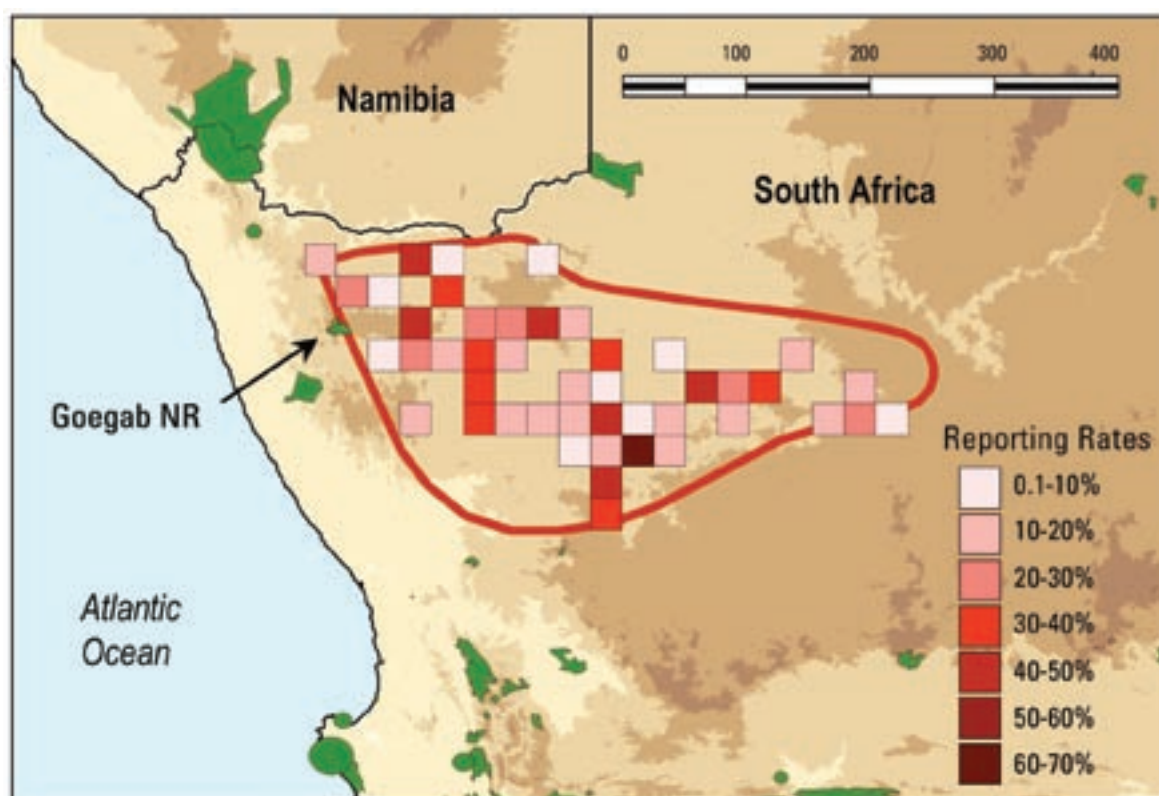 0 100 200 300 400
Namibia
South Africa
Goegab NR
Reporting Rates
0.1-10%
10-20%
20-30%
30-40%
40-50%
50-60%
60-70%
Atlantic
Ocean